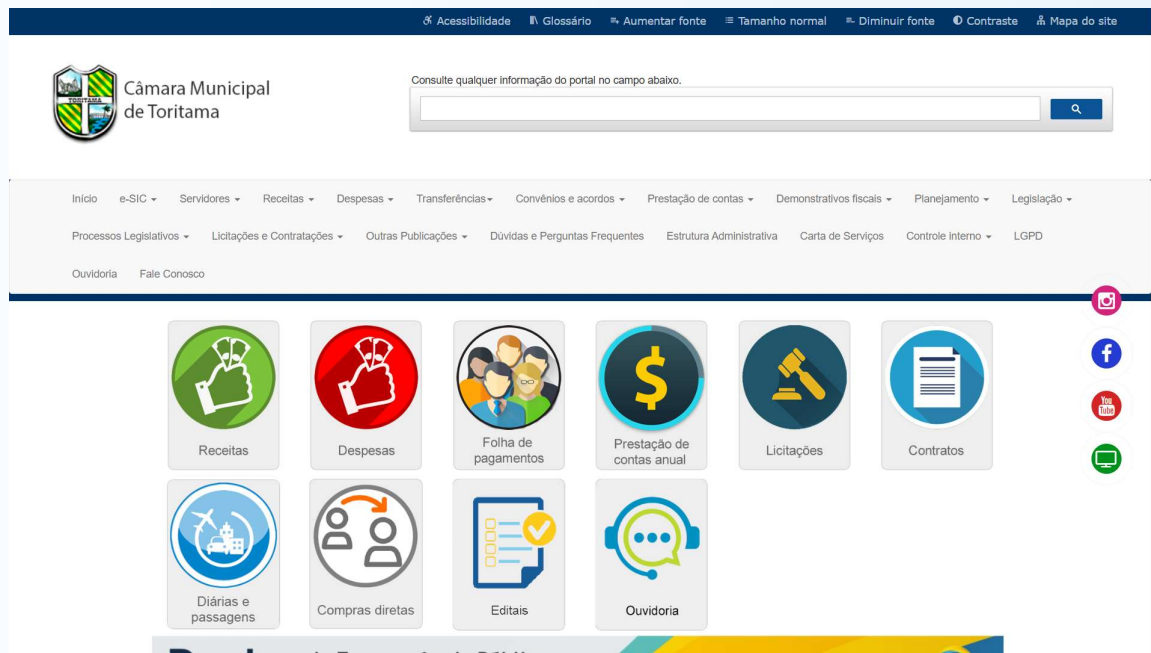 Acessibilidade Glossário Aumentar fonte Tamanho normal Diminuir fonte Contraste Mapa do site
TORITAMA
Câmara Municipal
de Toritama
Consulte qualquer informação do portal no campo abaixo.
Início e-SIC Servidores Receitas Despesas Transferências Convênios e acordos Prestação de contas Demonstrativos fiscais Planejamento Legislação
Processos Legislativos Licitações e Contratações Outras Publicações Dúvidas e Perguntas Frequentes Estrutura Administrativa Carta de Serviços Controle interno LGPD
Ouvidoria Fale Conosco
Receitas
Despesas
Folha de
pagamentos
Prestação de
contas anual
Licitações
Contratos
You
Tube
Diárias e
passagens
Compras diretas
Editais
Ouvidoria